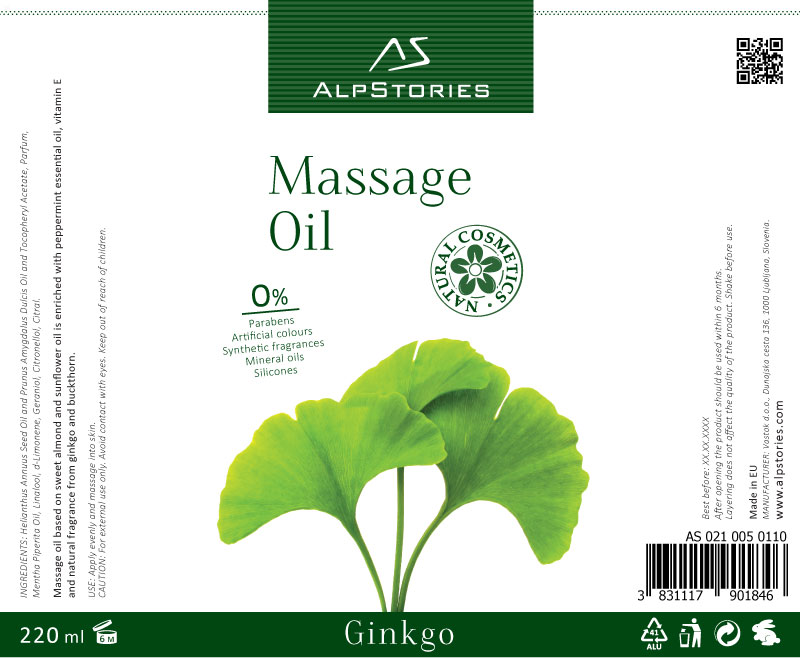 AS
ALPSTORIES
Massage
Oil
NATURAL COSMETICS •
0%
Parabens
Artificial colours
Synthetic fragrances
Mineral oils
Silicones
INGREDIENTS: Helianthus Annuus Seed Oil and Prunus Amygdalus Dulcis Oil and Tocopheryl Acetate, Parfum,
Mentha Piperita Oil, Linalool, d-Limonene, Geraniol, Citronellol, Citral.
Massage oil based on sweet almond and sunflower oil is enriched with peppermint essential oil, vitamin E
and natural fragrance from ginkgo and buckthorn.
USE: Apply evenly and massage into skin.
CAUTION: For external use only. Avoid contact with eyes. Keep out of reach of children.
Best before: XX.XX.XXXX
After opening the product should be used within 6 months.
Layering does not affect the quality of the product. Shake before use.
Made in EU
MANUFACTURER: Vastok d.o.o., Dunajska cesta 136, 1000 Ljubljana, Slovenia.
www.alpstories.com
AS 021 005 0110
3 831117 901846
220 ml
6 M
Ginkgo
41
ALU